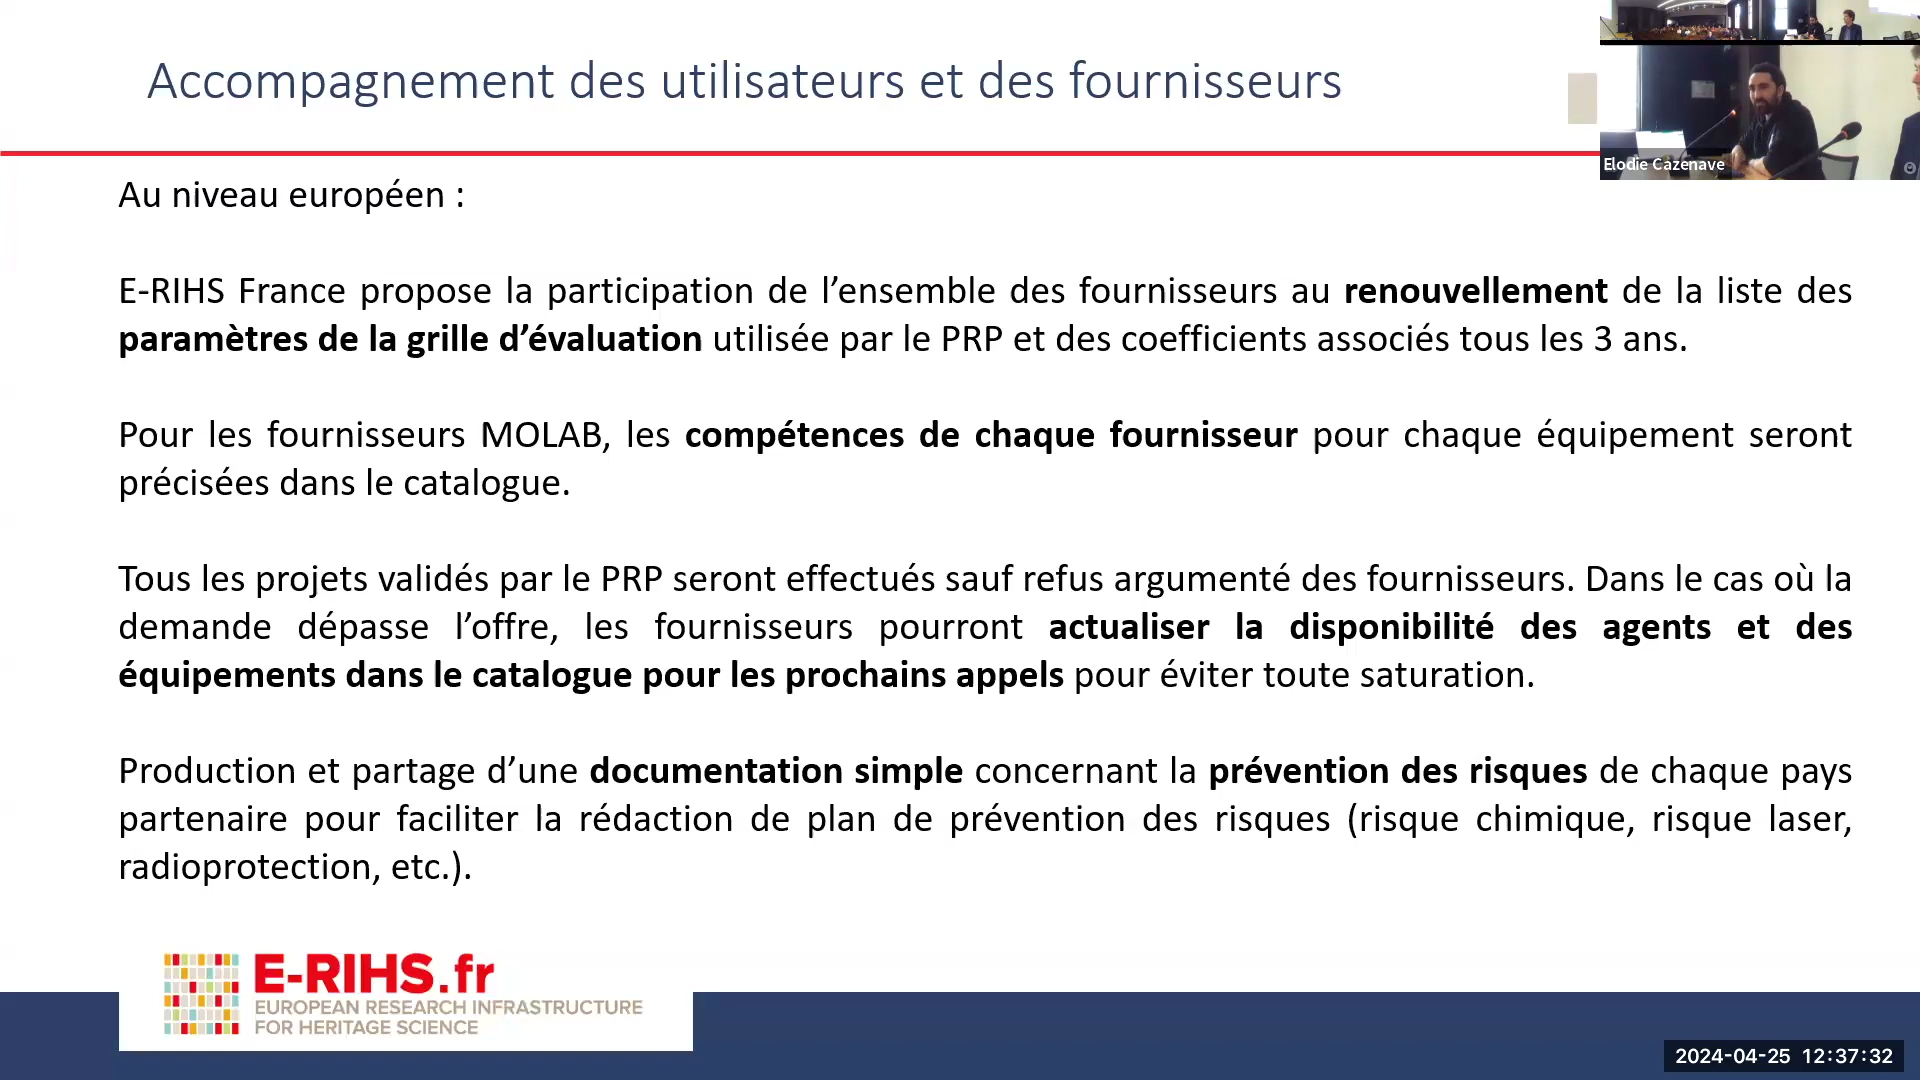 Accompagnement des utilisateurs et des fournisseurs
Elodie Cazenave
Au niveau européen :
E-RIHS France propose la participation de l’ensemble des fournisseurs au renouvellement de la liste des
paramètres de la grille d’évaluation utilisée par le PRP et des coefficients associés tous les 3 ans.
Pour les fournisseurs MOLAB, les compétences de chaque fournisseur pour chaque équipement seront
précisées dans le catalogue.
Tous les projets validés par le PRP seront effectués sauf refus argumenté des fournisseurs. Dans le cas où la
demande dépasse l’offre, les fournisseurs pourront actualiser la disponibilité des agents et des
équipements dans le catalogue pour les prochains appels pour éviter toute saturation.
Production et partage d’une documentation simple concernant la prévention des risques de chaque pays
partenaire pour faciliter la rédaction de plan de prévention des risques (risque chimique, risque laser,
radioprotection, etc.).
E-RIHS.fr
EUROPEAN RESEARCH INFRASTRUCTURE
FOR HERITAGE SCIENCE
2024-04-25 12:37:32